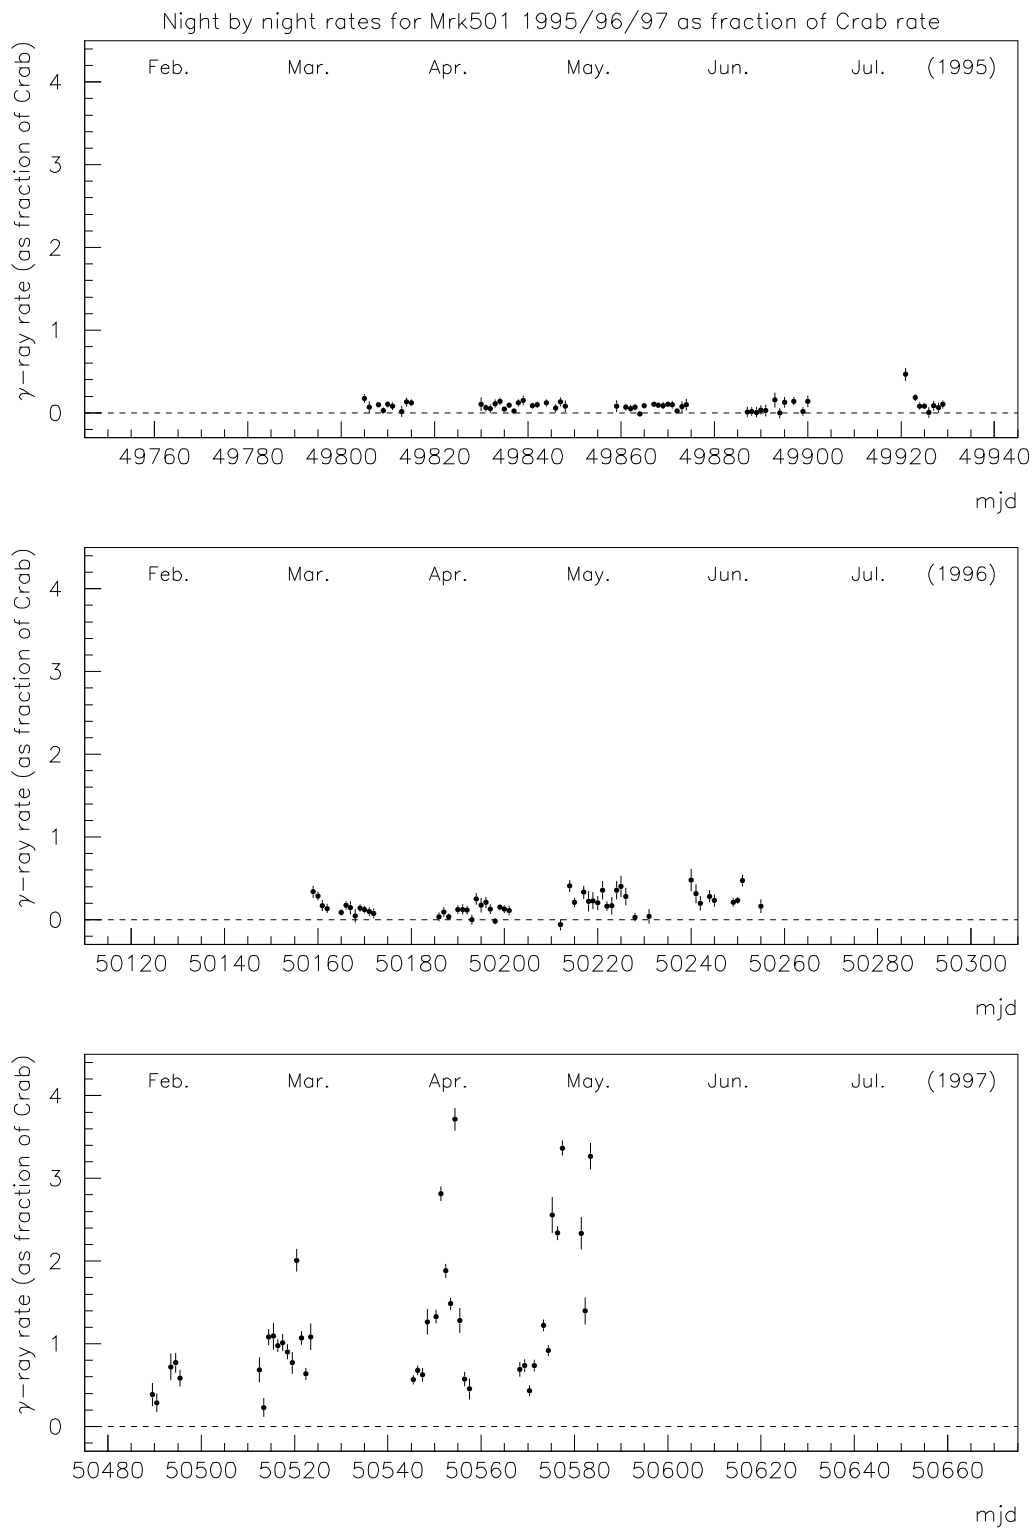 Night by night rates for Mrk501 1995/96/97 as fraction of Crab rate
γ−ray rate (as fraction of Crab)
Feb. Mar. Apr. May. Jun. Jul. (1995)
4
3
2
1
0
49760 49780 49800 49820 49840 49860 49880 49900 49920 49940
mjd
γ−ray rate (as fraction of Crab)
Feb. Mar. Apr. May. Jun. Jul. (1996)
4
3
2
1
0
50120 50140 50160 50180 50200 50220 50240 50260 50280 50300
mjd
γ−ray rate (as fraction of Crab)
Feb. Mar. Apr. May. Jun. Jul. (1997)
4
3
2
1
0
50480 50500 50520 50540 50560 50580 50600 50620 50640 50660
mjd